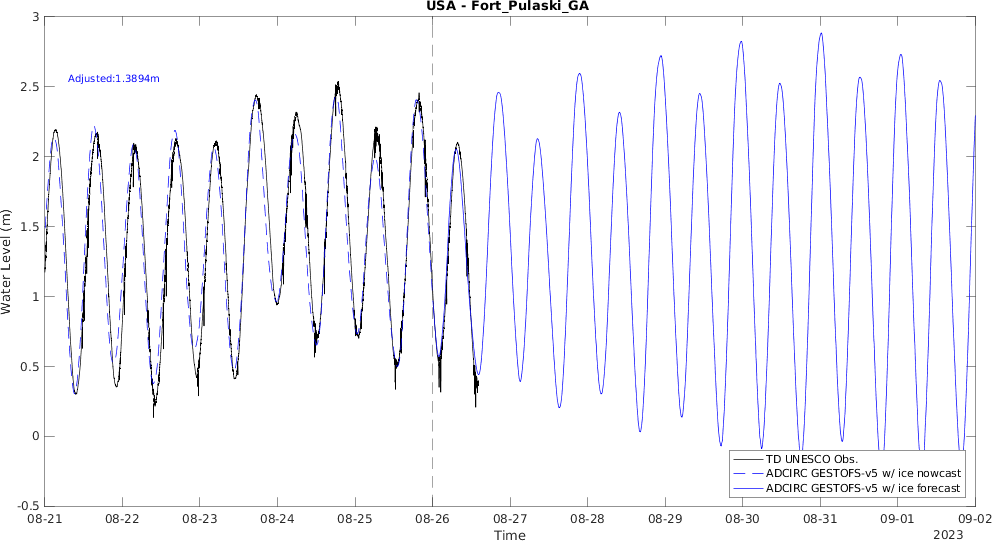 USA - Fort_Pulaski_GA
3
2.5
2
1.5
1
0.5
0
-0.5
Water Level (m)
Adjusted:1.3894m
TD UNESCO Obs.
ADCIRC GESTOFS-v5 w/ ice nowcast
ADCIRC GESTOFS-v5 w/ ice forecast
08-21 08-22 08-23 08-24 08-25 08-26 08-27 08-28 08-29 08-30 08-31 09-01 09-02
Time
2023